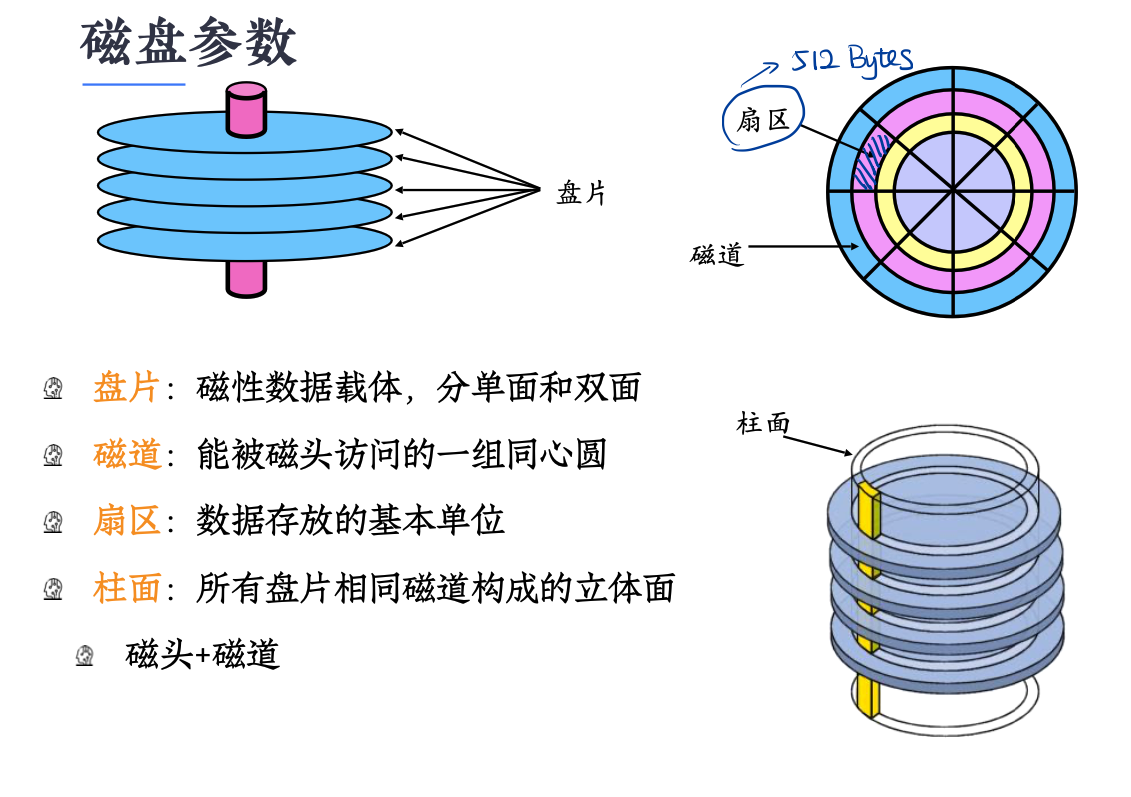 磁盘参数
512 Bytes
扇区
盘片
磁道
盘片：磁性数据载体，分单面和双面
磁道：能被磁头访问的一组同心圆
扇区：数据存放的基本单位
柱面：所有盘片相同磁道构成的立体面
磁头+磁道
柱面